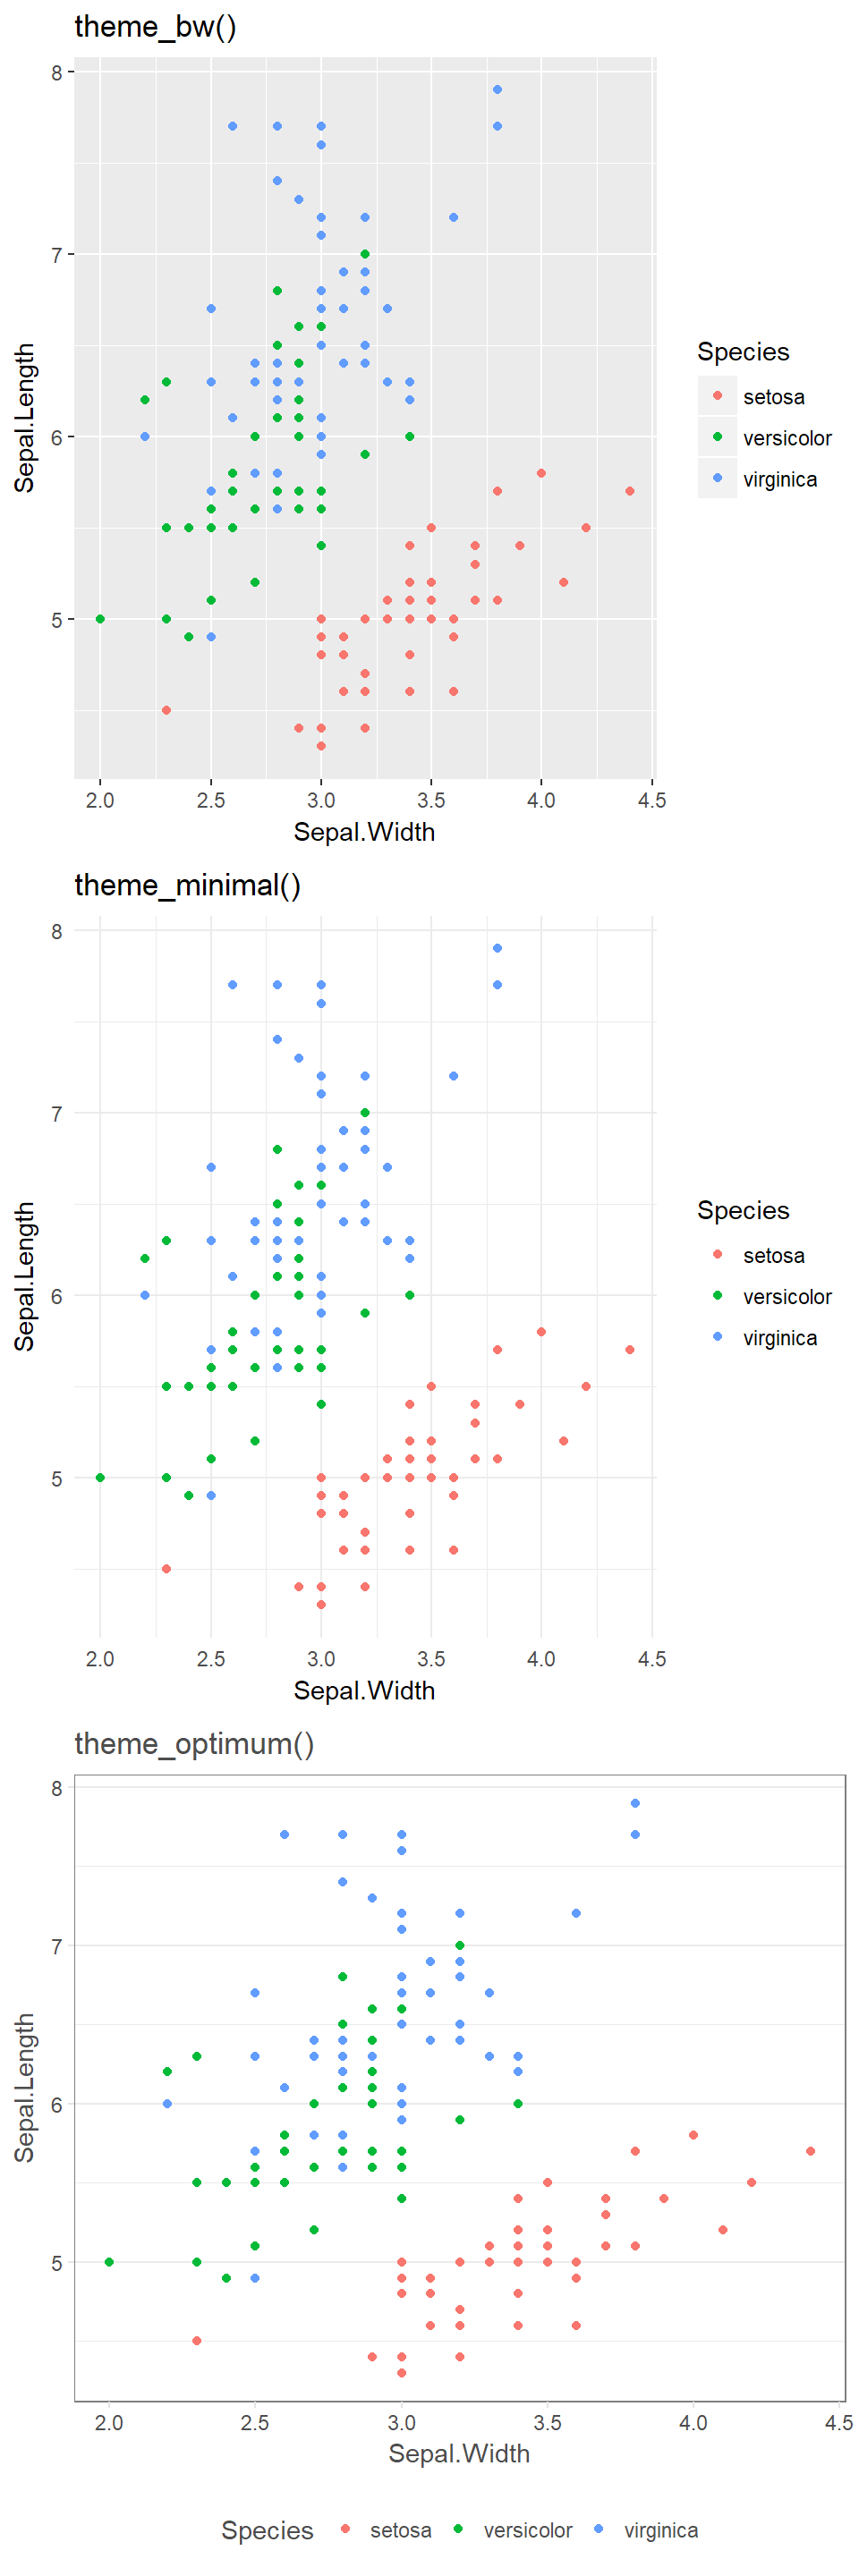 theme_bw()
8
7
6
5
Sepal.Length
2.0 2.5 3.0 3.5 4.0 4.5
Sepal.Width
Species
setosa
versicolor
virginica
theme_minimal()
8
7
6
5
Sepal.Length
2.0 2.5 3.0 3.5 4.0 4.5
Sepal.Width
Species
setosa
versicolor
virginica
theme_optimum()
8
7
6
5
Sepal.Length
2.0 2.5 3.0 3.5 4.0 4.5
Sepal.Width
Species setosa versicolor virginica